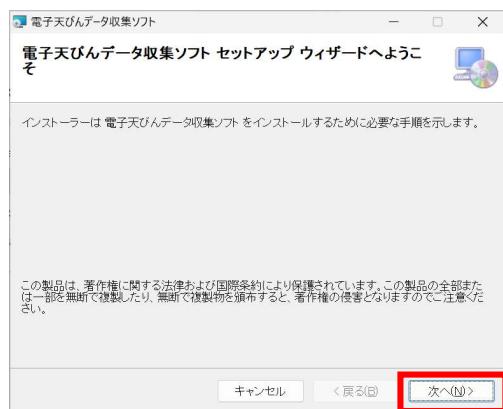 電子天びんデータ収集ソフト
電子天びんデータ収集ソフト セットアップ ウィザードへようこ
そ
インストーラーは 電子天びんデータ収集ソフト をインストールするために必要な手順を示します。
この製品は、著作権に関する法律および国際条約により保護されています。この製品の全部また
は一部を無断で複製したり、無断で複製物を頒布すると、著作権の侵害となりますのでご注意くだ
さい。
キャンセル
< 戻る(B)
次へ(N) >